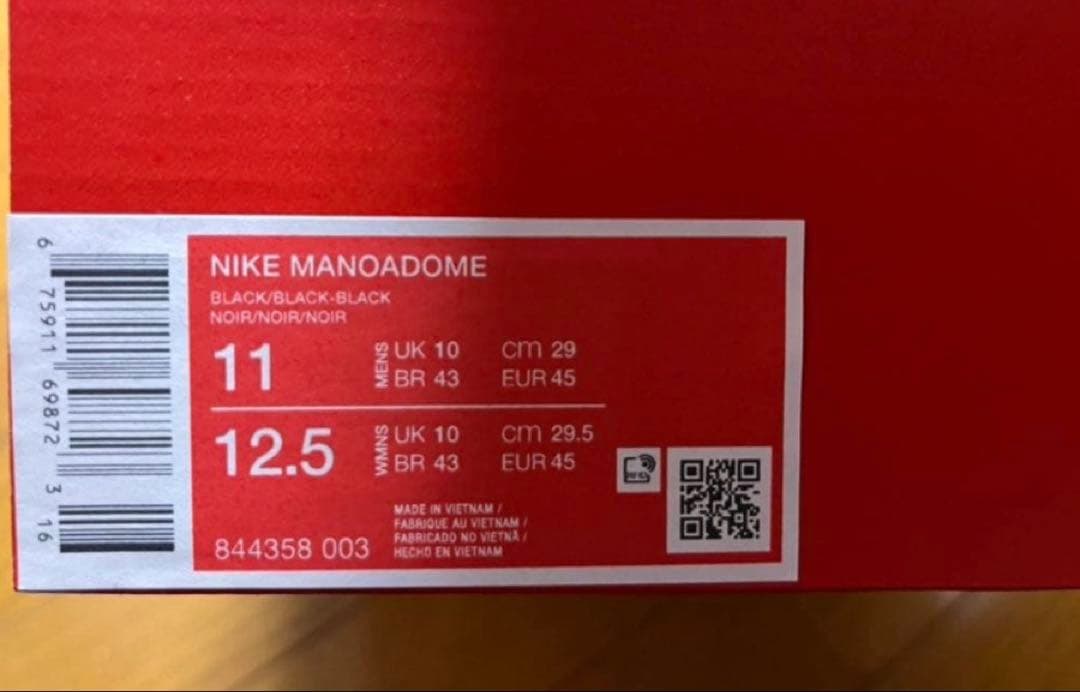 6 75911 69872 3 16
NIKE MANOADOME
BLACK/BLACK-BLACK
NOIR/NOIR/NOIR
11 MENS UK 10 cm 29
BR 43 EUR 45
12.5 WMNS UK 10 cm 29.5
BR 43 EUR 45
MADE IN VIETNAM /
FABRIQUE AU VIETNAM /
FABRICADO NO VIETNÃ /
HECHO EN VIETNAM
844358 003